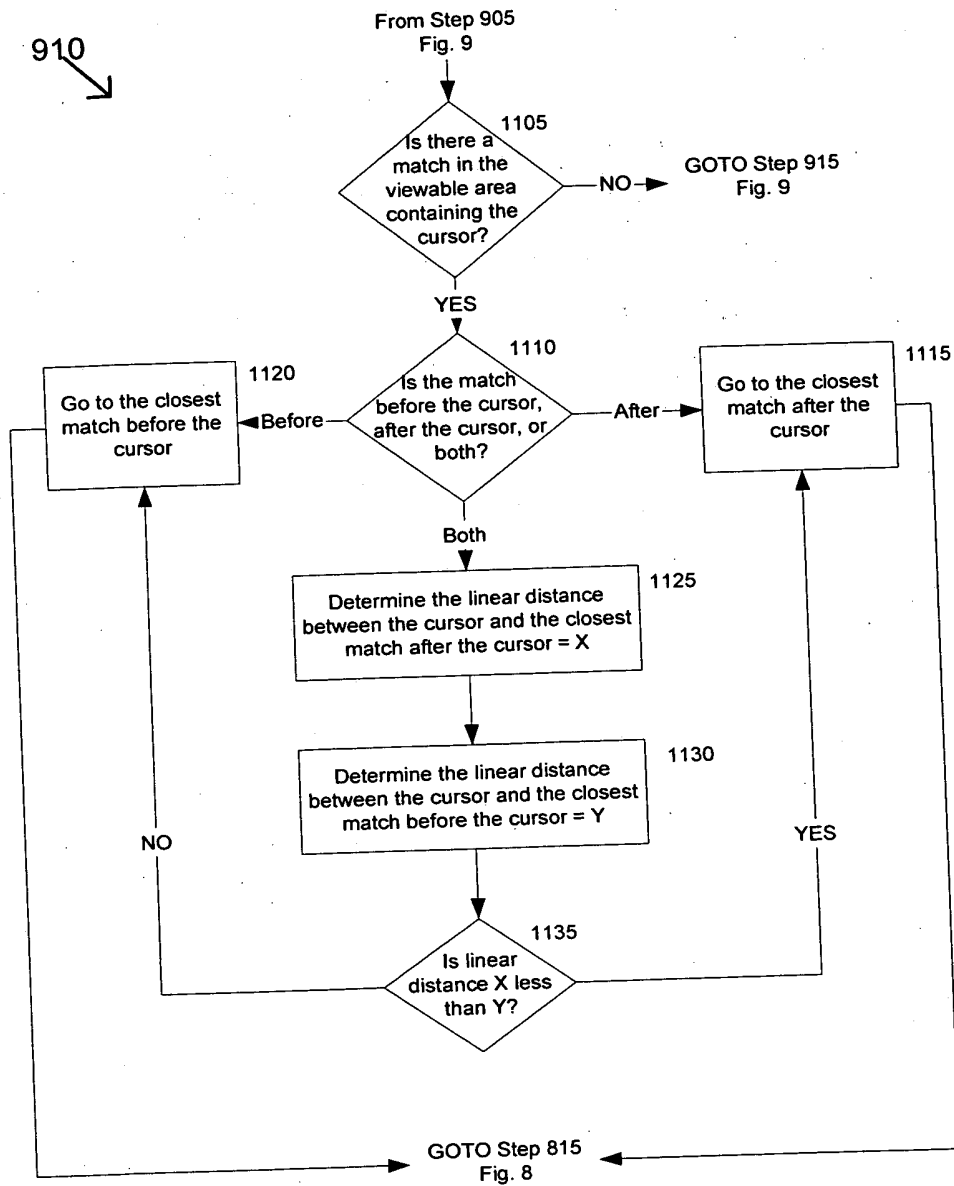 910
From Step 905
Fig. 9
1105
Is there a
match in the
viewable area
containing the
cursor?
NO
GOTO Step 915
Fig. 9
YES
1110
Is the match
before the cursor,
after the cursor, or
both?
Before
After
1120
Go to the closest
match before the
cursor
1115
Go to the closest
match after the
cursor
Both
1125
Determine the linear distance
between the cursor and the closest
match after the cursor = X
1130
Determine the linear distance
between the cursor and the closest
match before the cursor = Y
NO
YES
1135
Is linear
distance X less
than Y?
GOTO Step 815
Fig. 8